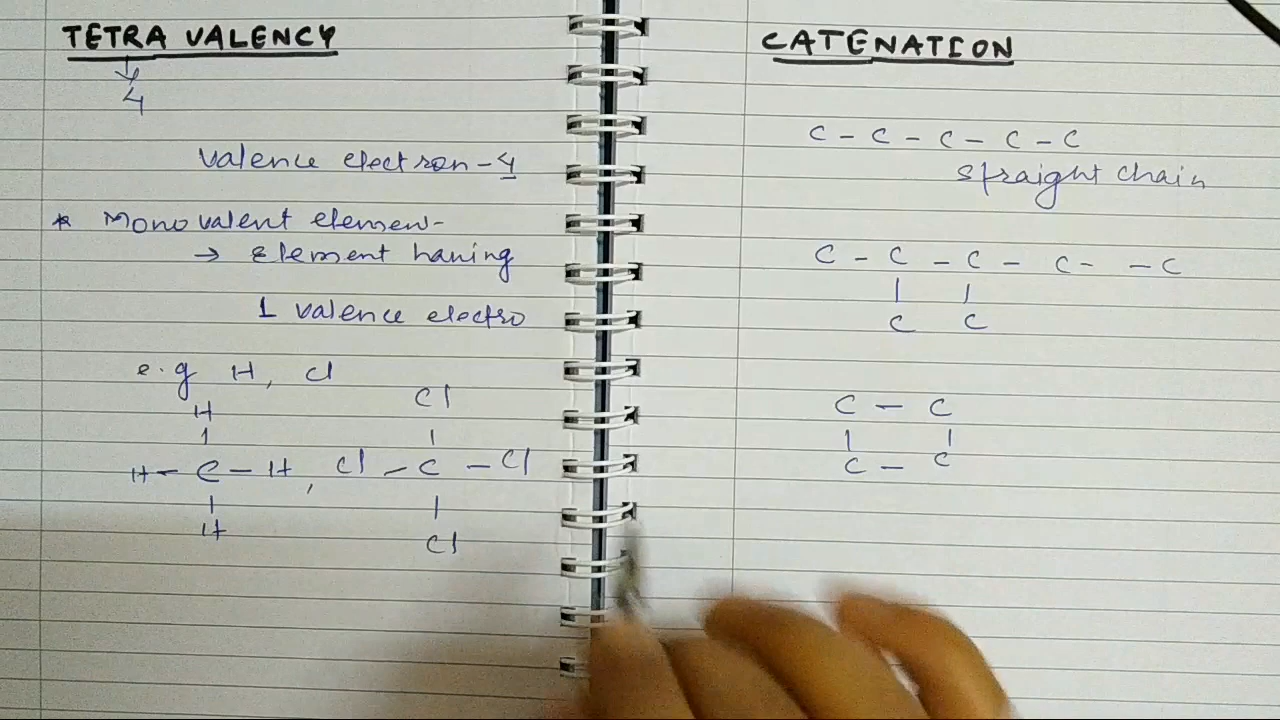 TETRA VALENCY
↓
4
Valence electron - 4
* Monovalent elemen-
→ Element having
1 valence electro
e.g H, Cl
H Cl
| |
H - C - H, Cl - C - Cl
| |
H Cl
CATENATION
C - C - C - C - C
straight chain
C - C - C - C - - C
| |
C C
C - C
| |
C - C